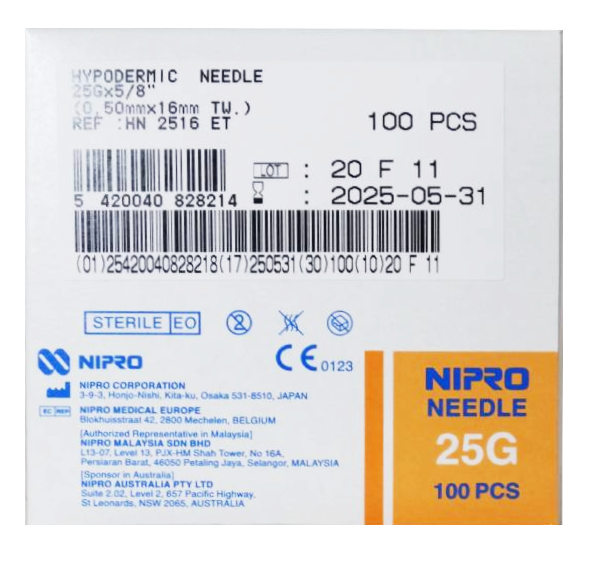 HYPODERMIC NEEDLE
25Gx5/8"
(0,50mmx16mm TW.)
REF :HN 2516 ET
100 PCS
LOT : 20 F 11
: 2025-05-31
5 420040 828214
(01)25420040828218(17)250531(30)100(10)20 F 11
STERILE EO
2
NIPRO
CE 0123
NIPRO CORPORATION
3-9-3, Honjo-Nishi, Kita-ku, Osaka 531-8510, JAPAN
EC REP
NIPRO MEDICAL EUROPE
Blokhuisstraat 42, 2800 Mechelen, BELGIUM
[Authorized Representative in Malaysia]
NIPRO MALAYSIA SDN BHD
L13-07, Level 13, PJX-HM Shah Tower, No 16A,
Persiaran Barat, 46050 Petaling Jaya, Selangor, MALAYSIA
[Sponsor in Australia]
NIPRO AUSTRALIA PTY LTD
Suite 2.02, Level 2, 657 Pacific Highway,
St Leonards, NSW 2065, AUSTRALIA
NIPRO
NEEDLE
25G
100 PCS